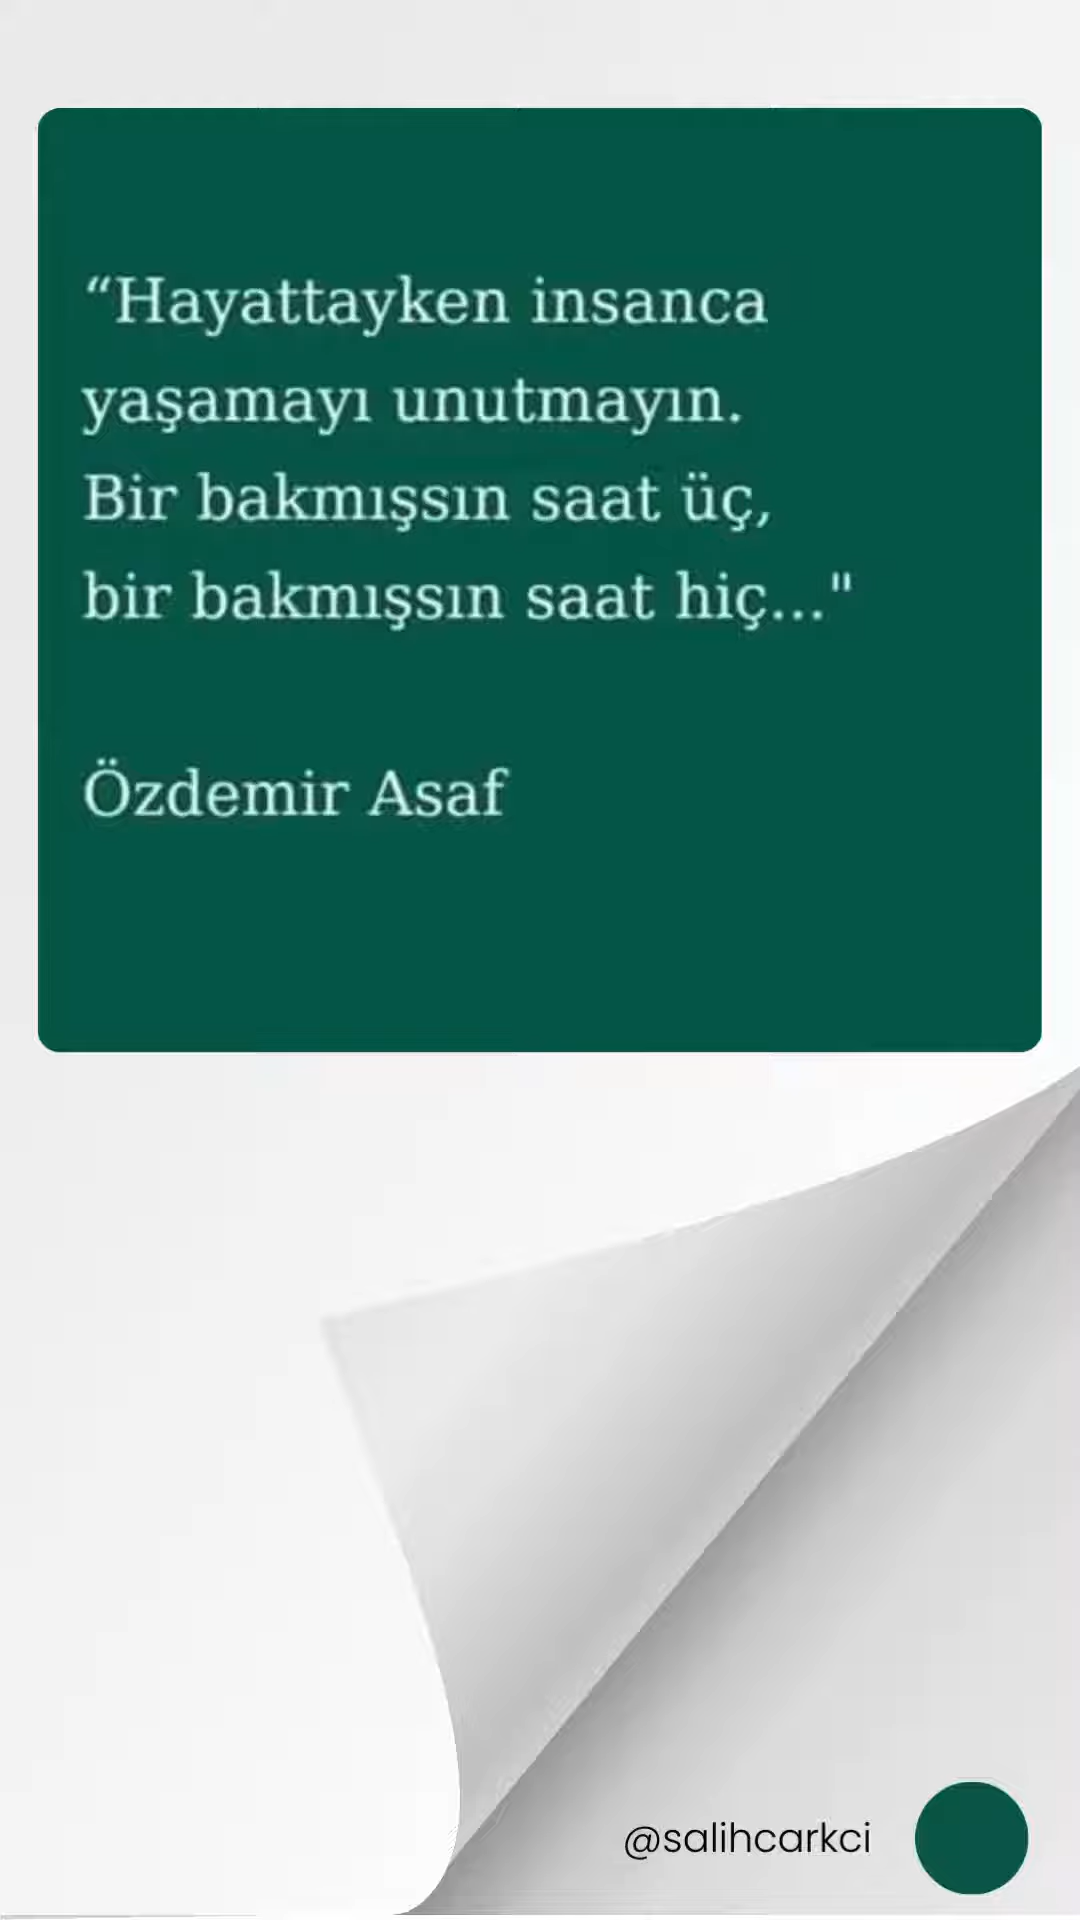 “Hayattayken insanca
yaşamayı unutmayın.
Bir bakmışsın saat üç,
bir bakmışsın saat hiç..."
Özdemir Asaf
@salihcarkci